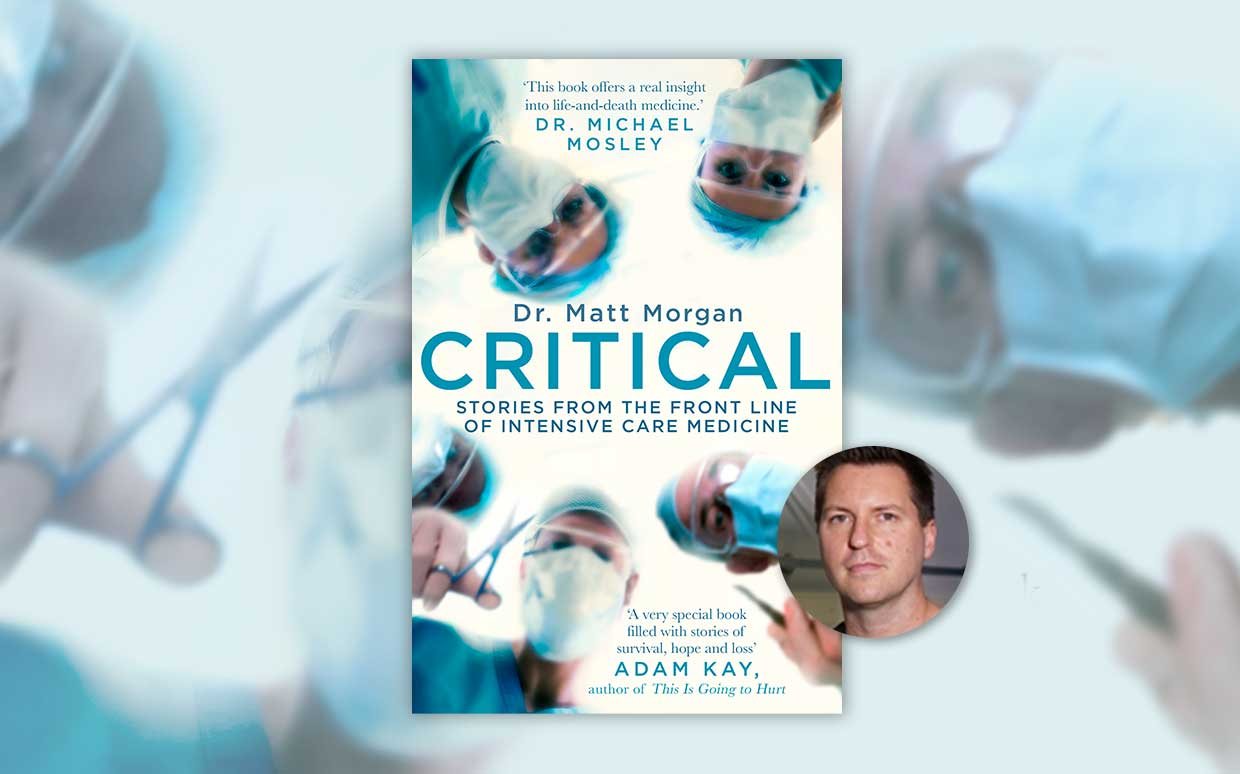 ‘This book offers a real insight
into life-and-death medicine.’
DR. MICHAEL
MOSLEY
Dr. Matt Morgan
CRITICAL
STORIES FROM THE FRONT LINE
OF INTENSIVE CARE MEDICINE
‘A very special book
filled with stories of
survival, hope and loss’
ADAM KAY,
author of This Is Going to Hurt